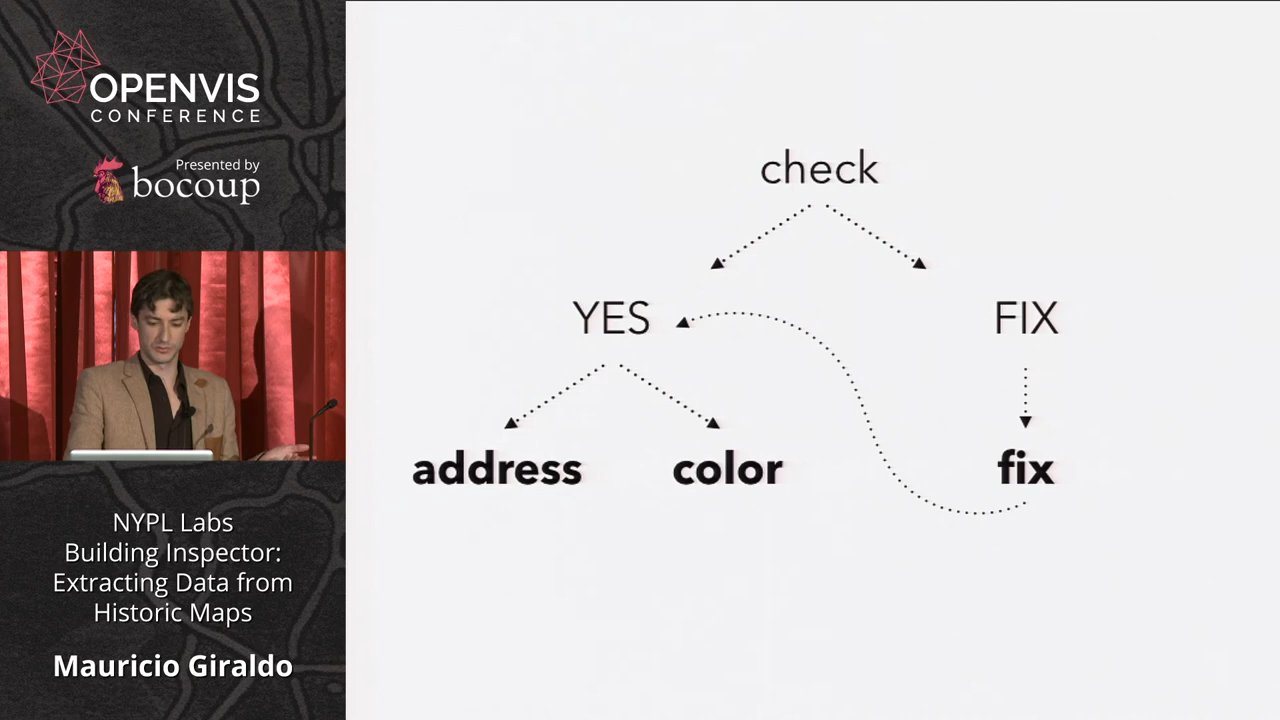 OPENVIS
CONFERENCE
Presented by
bocoup
NYPL Labs
Building Inspector:
Extracting Data from
Historic Maps
Mauricio Giraldo
check
YES
FIX
address
color
fix